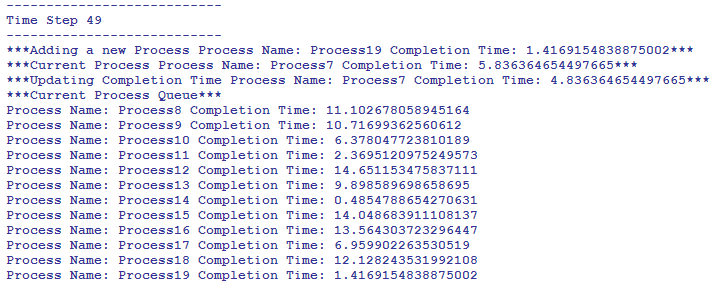 ---------------------------
Time Step 49
---------------------------
***Adding a new Process Process Name: Process19 Completion Time: 1.4169154838875002***
***Current Process Process Name: Process7 Completion Time: 5.836364654497665***
***Updating Completion Time Process Name: Process7 Completion Time: 4.836364654497665***
***Current Process Queue***
Process Name: Process8 Completion Time: 11.102678058945164
Process Name: Process9 Completion Time: 10.71699362560612
Process Name: Process10 Completion Time: 6.378047723810189
Process Name: Process11 Completion Time: 2.3695120975249573
Process Name: Process12 Completion Time: 14.651153475837111
Process Name: Process13 Completion Time: 9.898589698658695
Process Name: Process14 Completion Time: 0.4854788654270631
Process Name: Process15 Completion Time: 14.048683911108137
Process Name: Process16 Completion Time: 13.564303723296447
Process Name: Process17 Completion Time: 6.959902263530519
Process Name: Process18 Completion Time: 12.128243531992108
Process Name: Process19 Completion Time: 1.4169154838875002